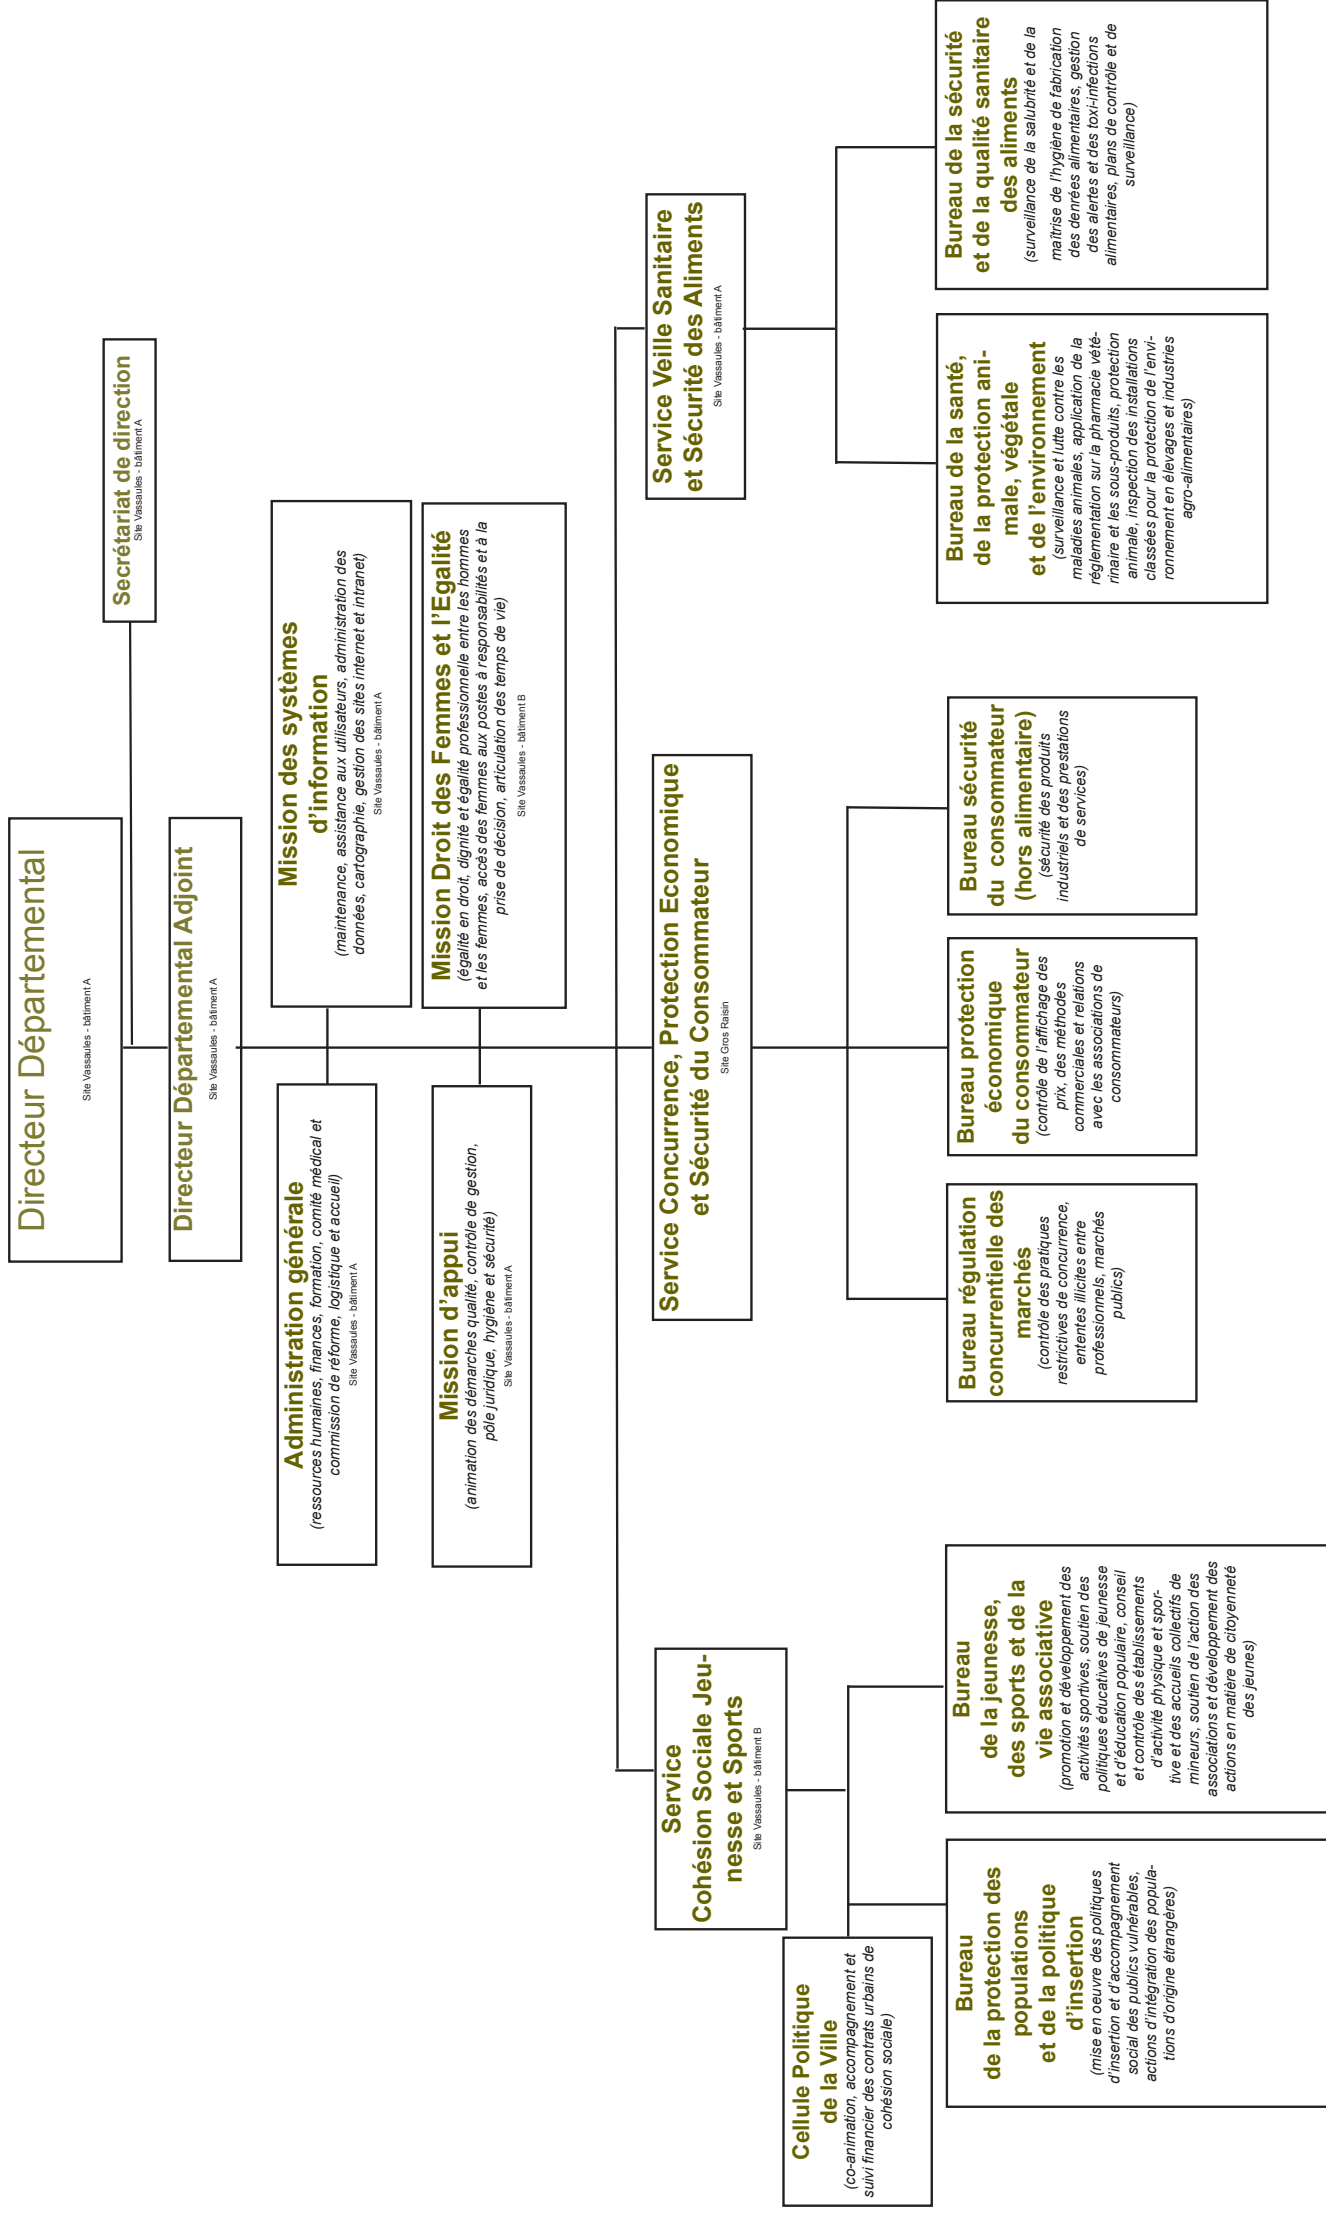 Directeur Départemental
Site Vassaules - bâtiment A
Secrétariat de direction
Site Vassaules - bâtiment A
Directeur Départemental Adjoint
Site Vassaules - bâtiment A
Administration générale
(ressources humaines, finances, formation, comité médical et
commission de réforme, logistique et accueil)
Site Vassaules - bâtiment A
Mission des systèmes
d'information
(maintenance, assistance aux utilisateurs, administration des
données, cartographie, gestion des sites internet et intranet)
Site Vassaules - bâtiment A
Mission d'appui
(animation des démarches qualité, contrôle de gestion,
pôle juridique, hygiène et sécurité)
Site Vassaules - bâtiment A
Mission Droit des Femmes et l'Egalité
(égalité en droit, dignité et égalité professionnelle entre les hommes
et les femmes, accès des femmes aux postes à responsabilités et à la
prise de décision, articulation des temps de vie)
Site Vassaules - bâtiment B
Service
Cohésion Sociale Jeu-
nesse et Sports
Site Vassaules - bâtiment B
Service Concurrence, Protection Economique
et Sécurité du Consommateur
Site Gros Raisin
Service Veille Sanitaire
et Sécurité des Aliments
Site Vassaules - bâtiment A
Cellule Politique
de la Ville
(co-animation, accompagnement et
suivi financier des contrats urbains de
cohésion sociale)
Bureau
de la protection des
populations
et de la politique
d'insertion
(mise en oeuvre des politiques
d'insertion et d'accompagnement
social des publics vulnérables,
actions d'intégration des popula-
tions d'origine étrangères)
Bureau
de la jeunesse,
des sports et de la
vie associative
(promotion et développement des
activités sportives, soutien des
politiques éducatives de jeunesse
et d'éducation populaire, conseil
et contrôle des établissements
d'activité physique et spor-
tive et des accueils collectifs de
mineurs, soutien de l'action des
associations et développement des
actions en matière de citoyenneté
des jeunes)
Bureau régulation
concurrentielle des
marchés
(contrôle des pratiques
restrictives de concurrence,
ententes illicites entre
professionnels, marchés
publics)
Bureau protection
économique
du consommateur
(contrôle de l'affichage des
prix, des méthodes
commerciales et relations
avec les associations de
consommateurs)
Bureau sécurité
du consommateur
(hors alimentaire)
(sécurité des produits
industriels et des prestations
de services)
Bureau de la santé,
de la protection ani-
male, végétale
et de l'environnement
(surveillance et lutte contre les
maladies animales, application de la
réglementation sur la pharmacie vété-
rinaire et les sous-produits, protection
animale, inspection des installations
classées pour la protection de l'envi-
ronnement en élevages et industries
agro-alimentaires)
Bureau de la sécurité
et de la qualité sanitaire
des aliments
(surveillance de la salubrité et de la
maîtrise de l'hygiène de fabrication
des denrées alimentaires, gestion
des alertes et des toxi-infections
alimentaires, plans de contrôle et de
surveillance)